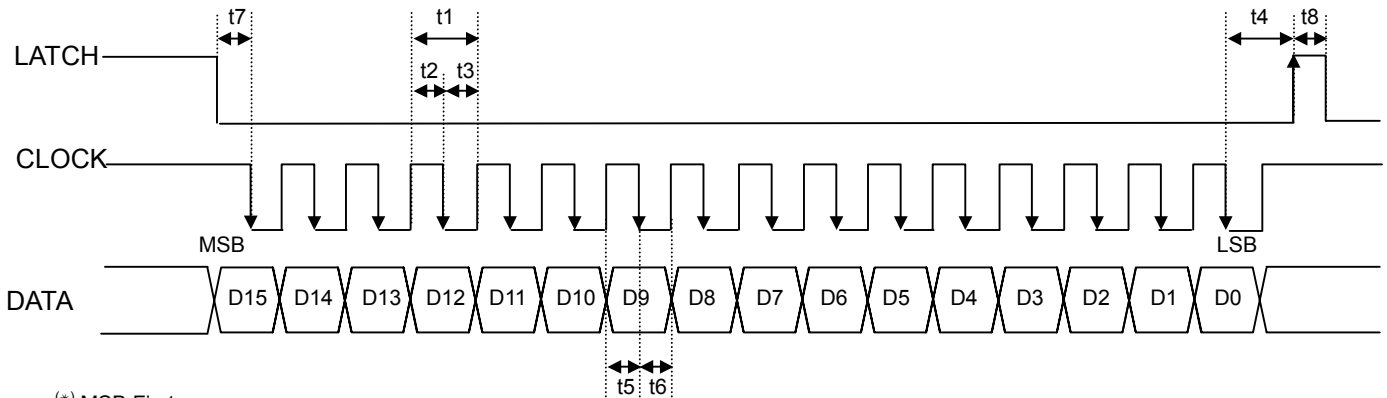 t7 t1 t4 t8
LATCH
t2 t3
CLOCK
MSB LSB
DATA D15 D14 D13 D12 D11 D10 D9 D8 D7 D6 D5 D4 D3 D2 D1 D0
t5 t6